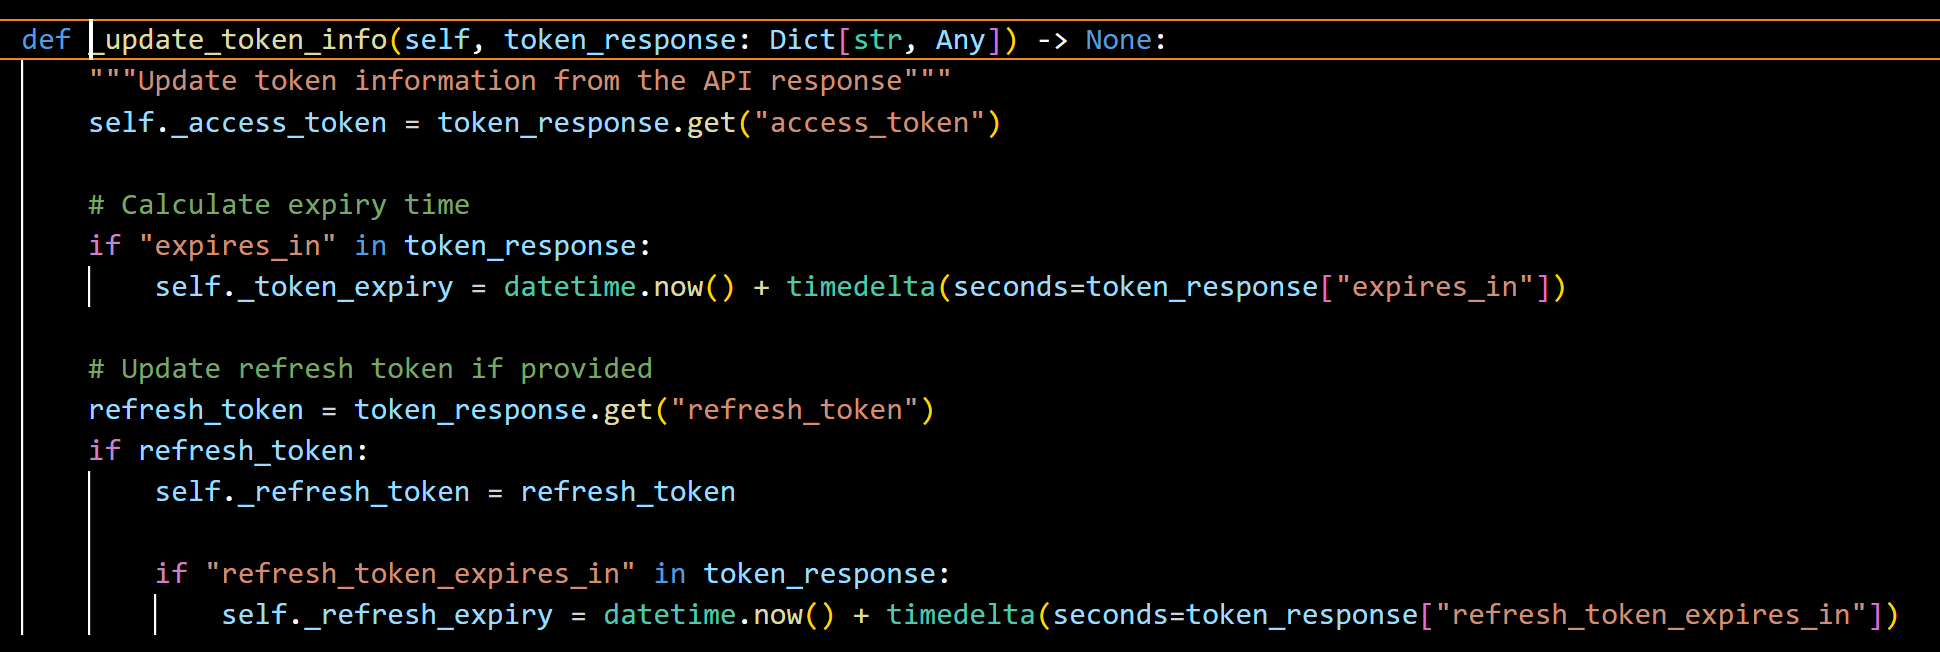 def _update_token_info(self, token_response: Dict[str, Any]) -> None:
    """Update token information from the API response"""
    self._access_token = token_response.get("access_token")

    # Calculate expiry time
    if "expires_in" in token_response:
        self._token_expiry = datetime.now() + timedelta(seconds=token_response["expires_in"])

    # Update refresh token if provided
    refresh_token = token_response.get("refresh_token")
    if refresh_token:
        self._refresh_token = refresh_token

        if "refresh_token_expires_in" in token_response:
            self._refresh_expiry = datetime.now() + timedelta(seconds=token_response["refresh_token_expires_in"])